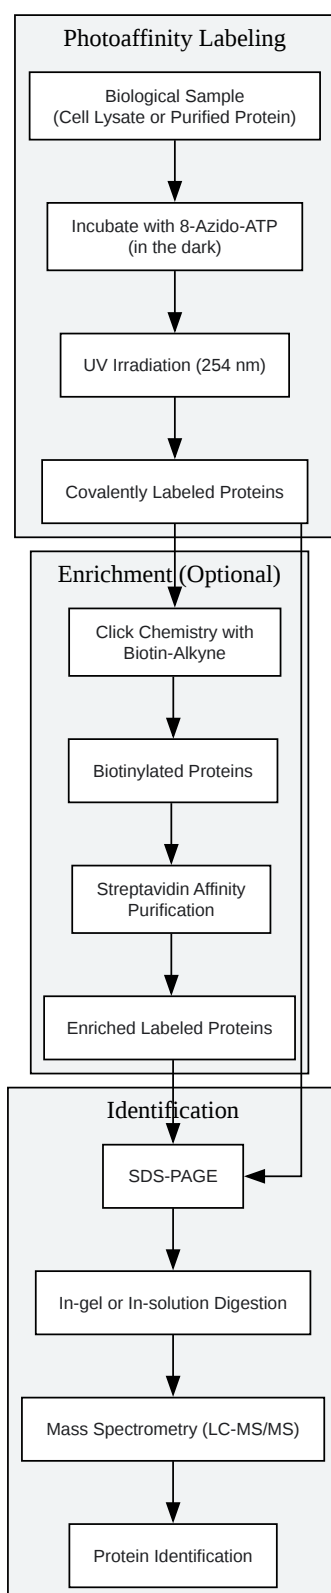 Photoaffinity Labeling
Biological Sample
(Cell Lysate or Purified Protein)
Incubate with 8-Azido-ATP
(in the dark)
UV Irradiation (254 nm)
Covalently Labeled Proteins
Enrichment (Optional)
Click Chemistry with
Biotin-Alkyne
Biotinylated Proteins
Streptavidin Affinity
Purification
Enriched Labeled Proteins
Identification
SDS-PAGE
In-gel or In-solution Digestion
Mass Spectrometry (LC-MS/MS)
Protein Identification